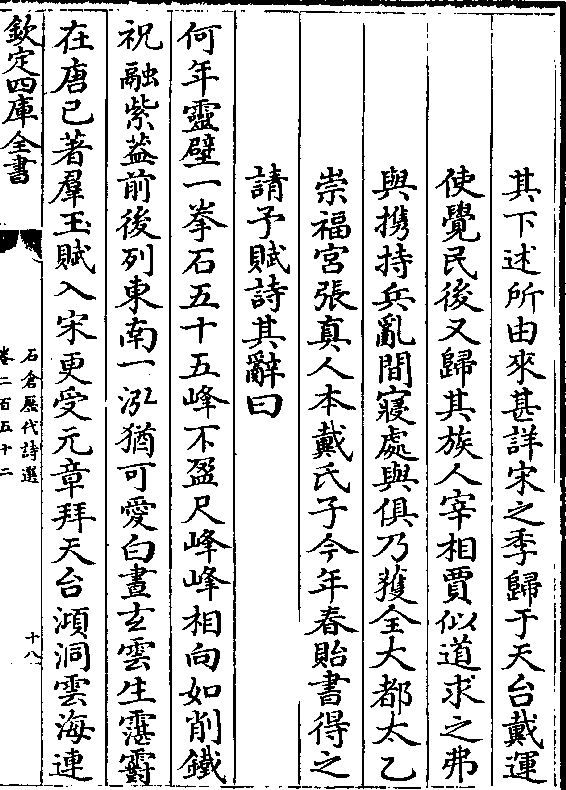 其下述所由來甚詳宋之季歸于天台戴運
使覺民後又歸其族人宰相賈似道求之弗
與携持兵亂間寢處與俱乃獲全大都太乙
崇福宮張真人本戴氏子今年春貽書得之
請予賦詩其辭曰
何年靈壁一拳石五十五峰不盈尺峰峰相向如削鐵
祝融紫葢前後列東南一泓猶可愛白晝玄雲生霮䨴
在唐已著羣玉賦入宋更受元章拜天台澒洞雲海連
欽定四庫全書
石倉歷代詩選
卷二百五十二
十八